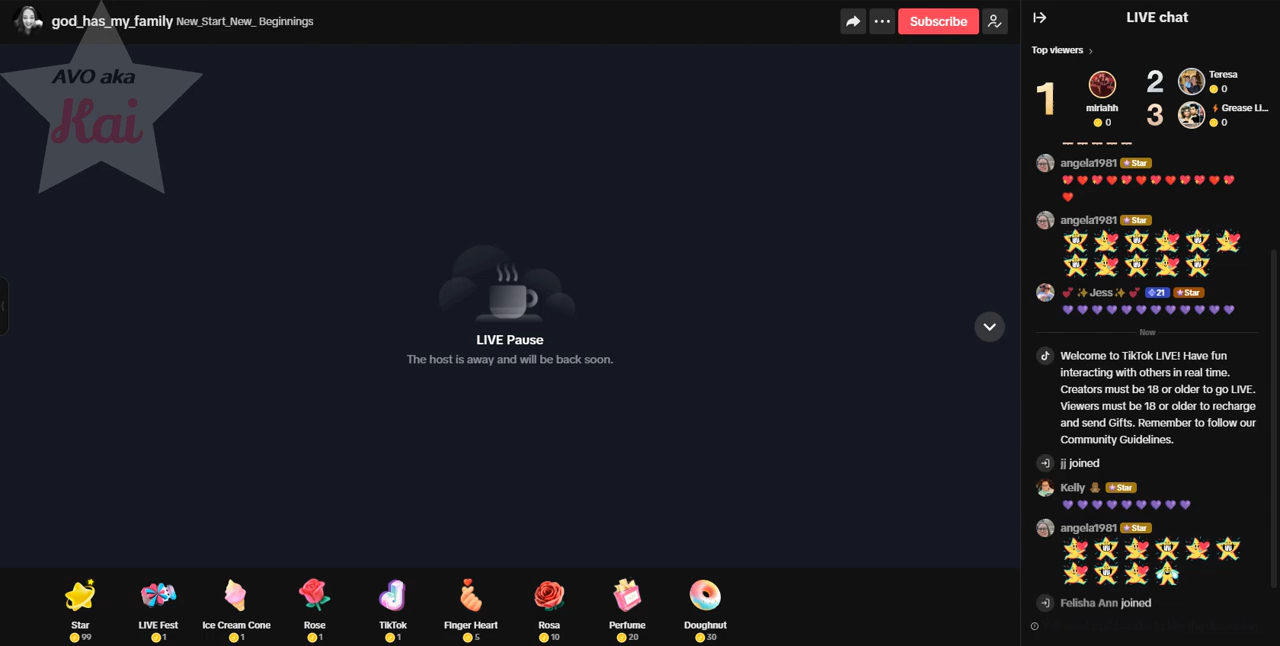 god_has_my_family New_Start_New_ Beginnings
Subscribe
AVO aka
Kai
LIVE Pause
The host is away and will be back soon.
Star
99
LIVE Fest
1
Ice Cream Cone
1
Rose
1
TikTok
1
Finger Heart
5
Rosa
10
Perfume
20
Doughnut
30
LIVE chat
Top viewers
1
miriahh
0
2
Teresa
0
3
Grease Li...
0
angela1981 Star
angela1981 Star
Jess 21 Star
Now
Welcome to TikTok LIVE! Have fun
interacting with others in real time.
Creators must be 18 or older to go LIVE.
Viewers must be 18 or older to recharge
and send Gifts. Remember to follow our
Community Guidelines.
jj joined
Kelly Star
angela1981 Star
Felisha Ann joined